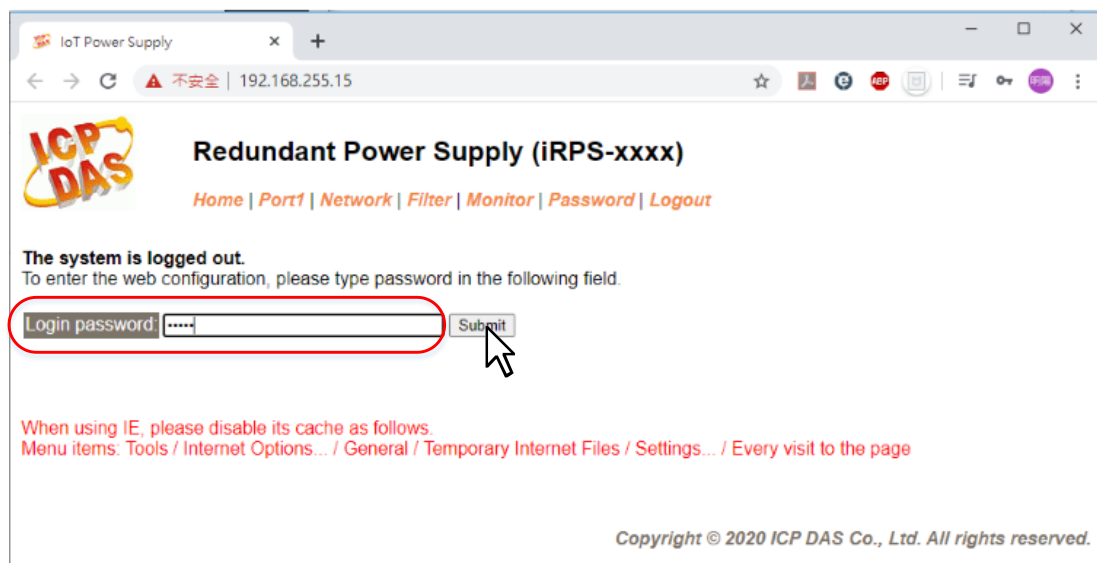 IoT Power Supply
不安全 | 192.168.255.15
ABP
ICP
DAS
Redundant Power Supply (iRPS-xxxx)
Home | Port1 | Network | Filter | Monitor | Password | Logout
The system is logged out.
To enter the web configuration, please type password in the following field.
Login password: ••••• Submit
When using IE, please disable its cache as follows.
Menu items: Tools / Internet Options... / General / Temporary Internet Files / Settings... / Every visit to the page
Copyright © 2020 ICP DAS Co., Ltd. All rights reserved.